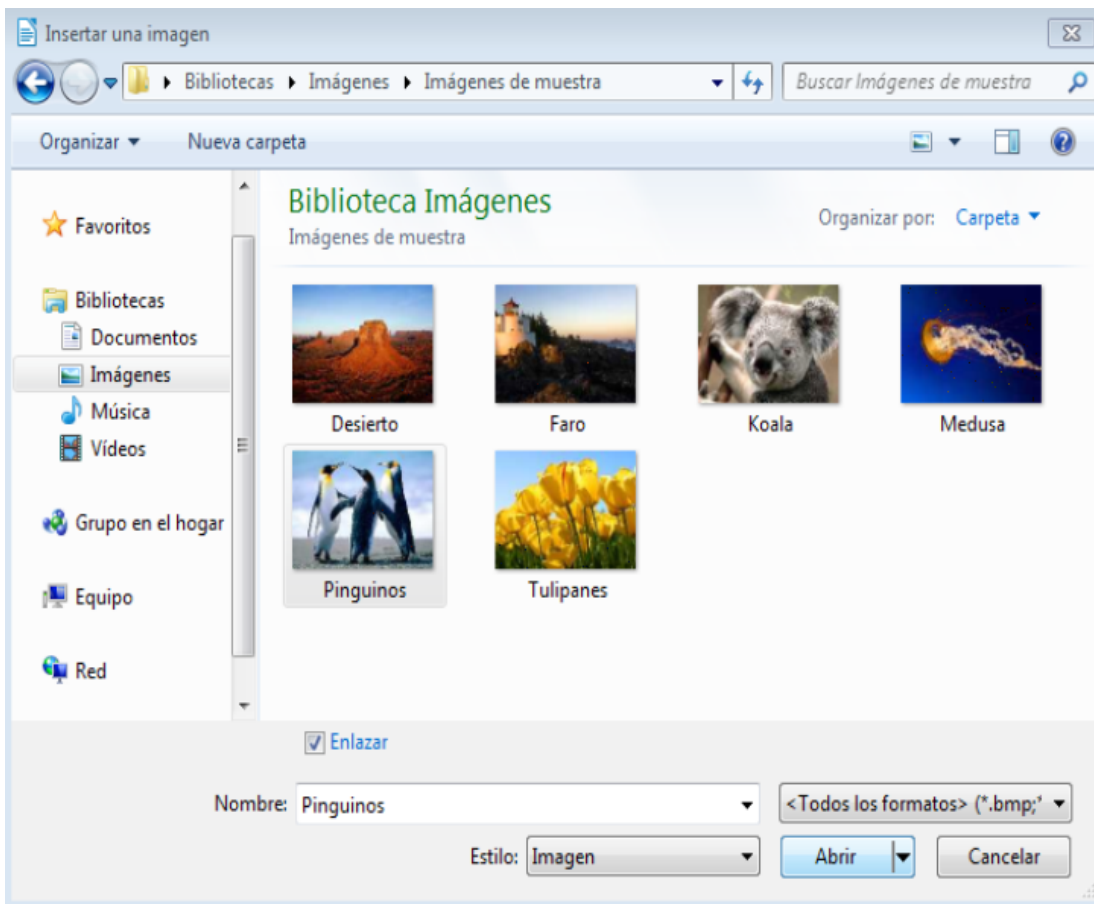 Insertar una imagen
Bibliotecas Imágenes Imágenes de muestra
Buscar Imágenes de muestra
Organizar Nueva carpeta
Favoritos
Bibliotecas
Documentos
Imágenes
Música
Vídeos
Grupo en el hogar
Equipo
Red
Biblioteca Imágenes
Imágenes de muestra
Organizar por: Carpeta
Desierto Faro Koala Medusa
Pinguinos Tulipanes
Enlazar
Nombre: Pinguinos <Todos los formatos> (*.bmp;*
Estilo: Imagen Abrir Cancelar